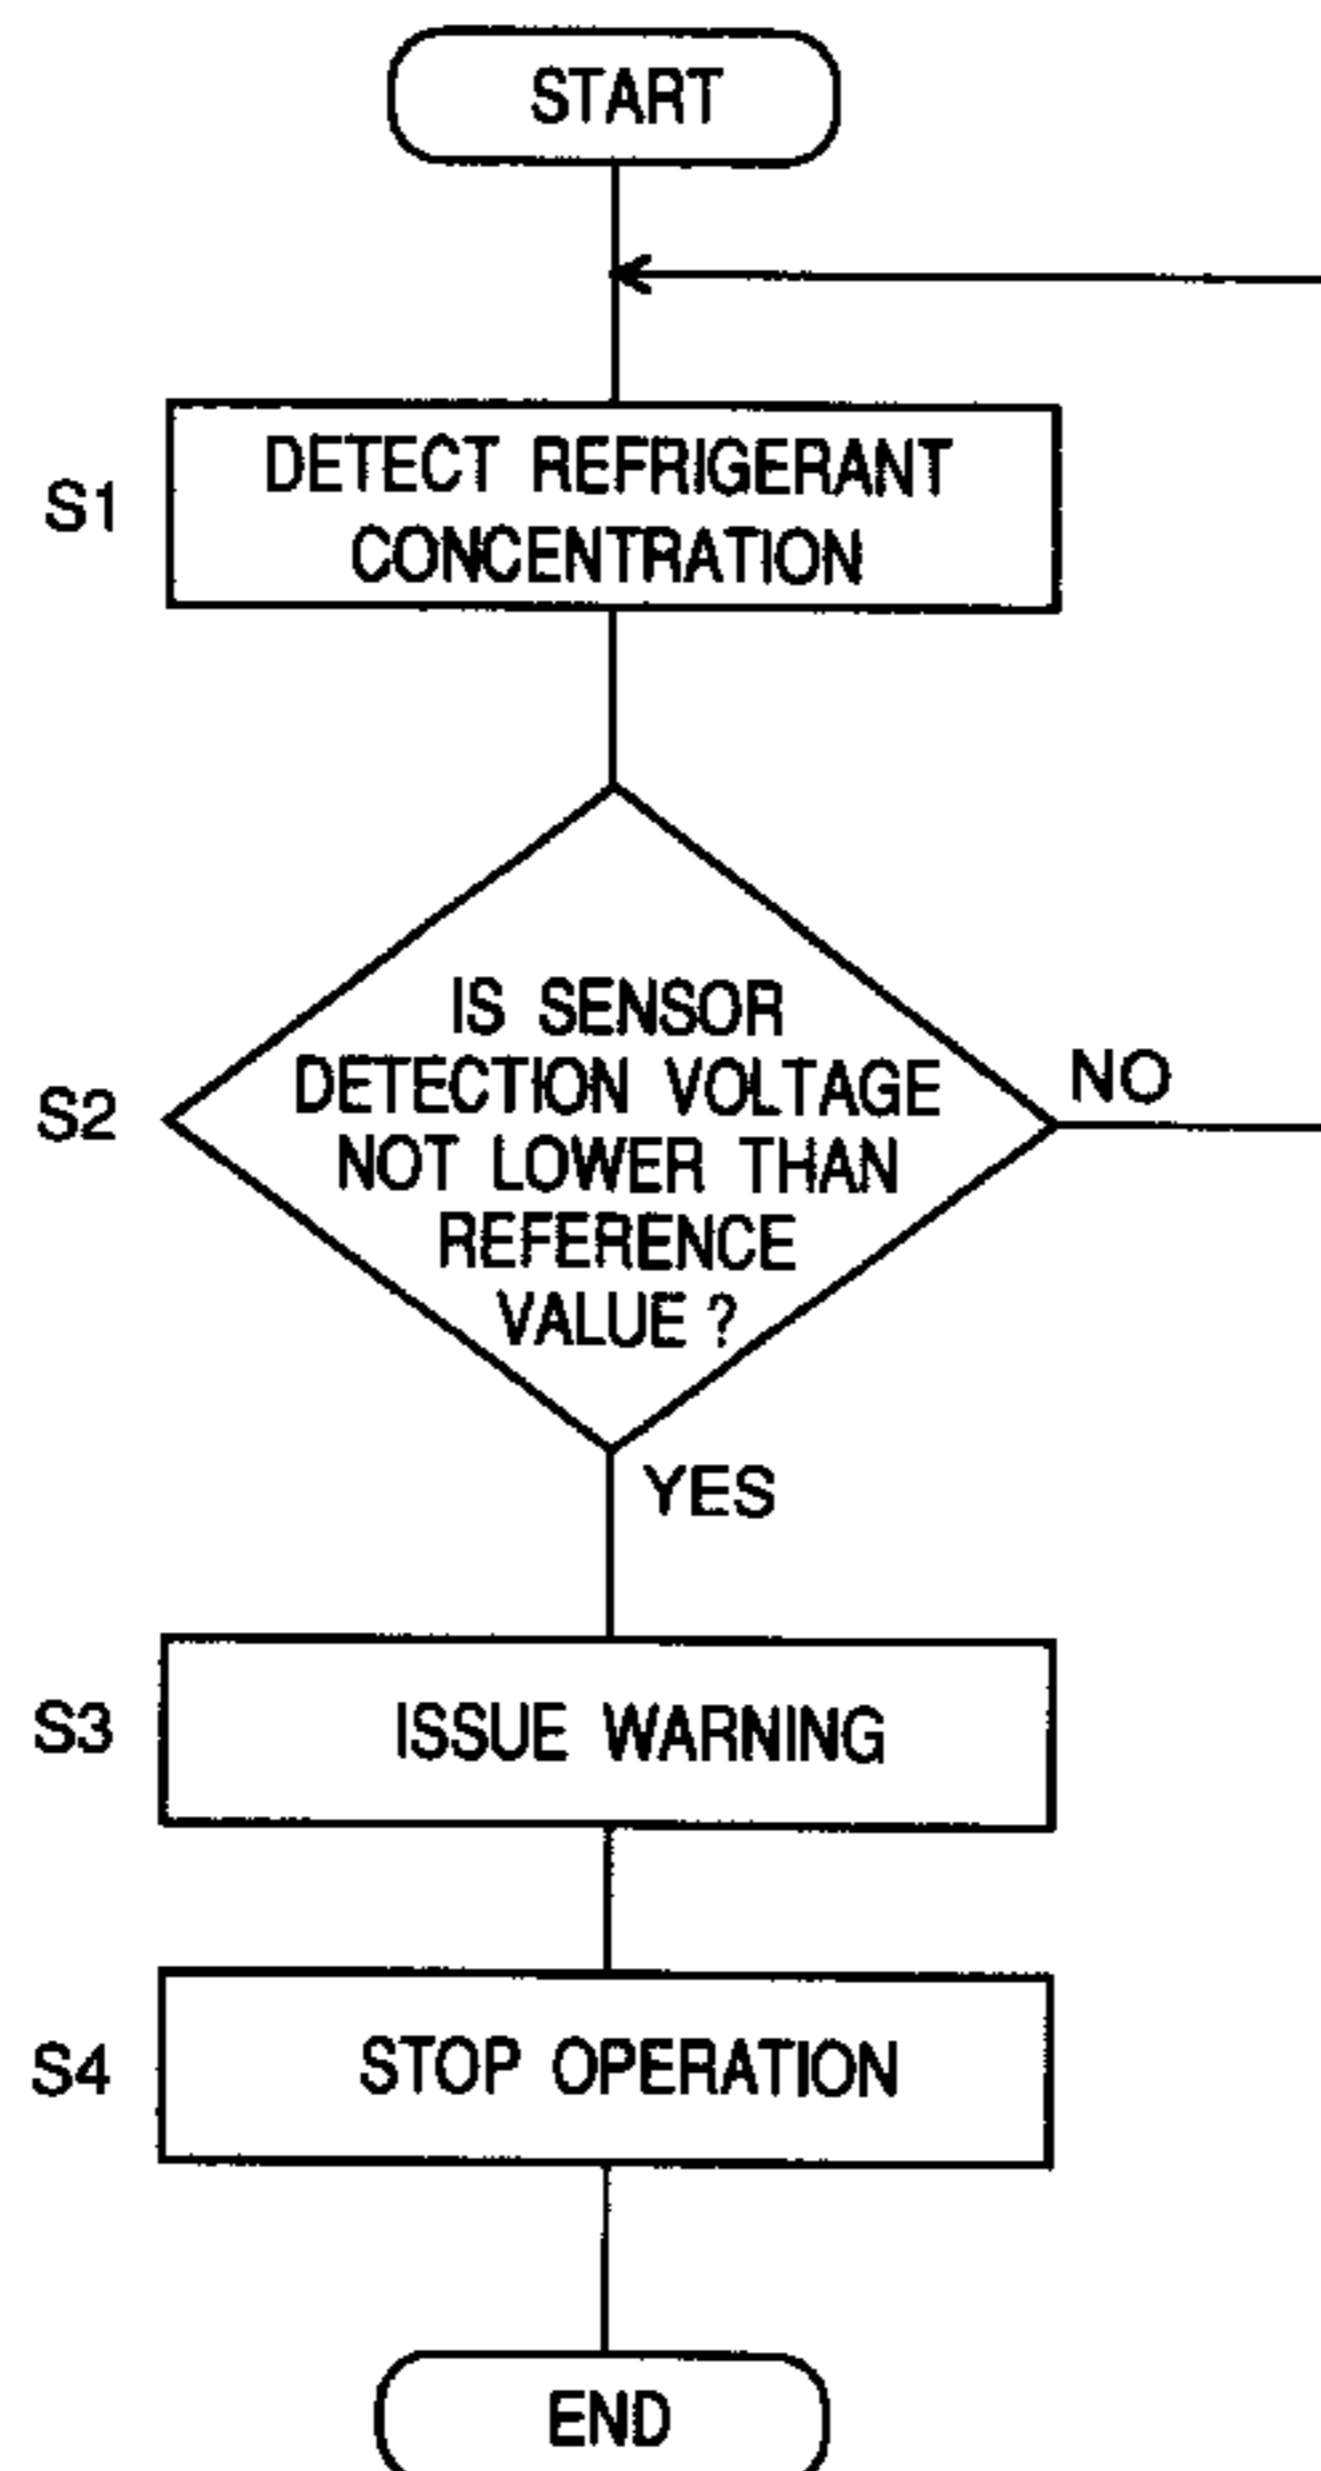 START
S1
DETECT REFRIGERANT
CONCENTRATION
S2
IS SENSOR
DETECTION VOLTAGE
NOT LOWER THAN
REFERENCE
VALUE ?
NO
YES
S3
ISSUE WARNING
S4
STOP OPERATION
END